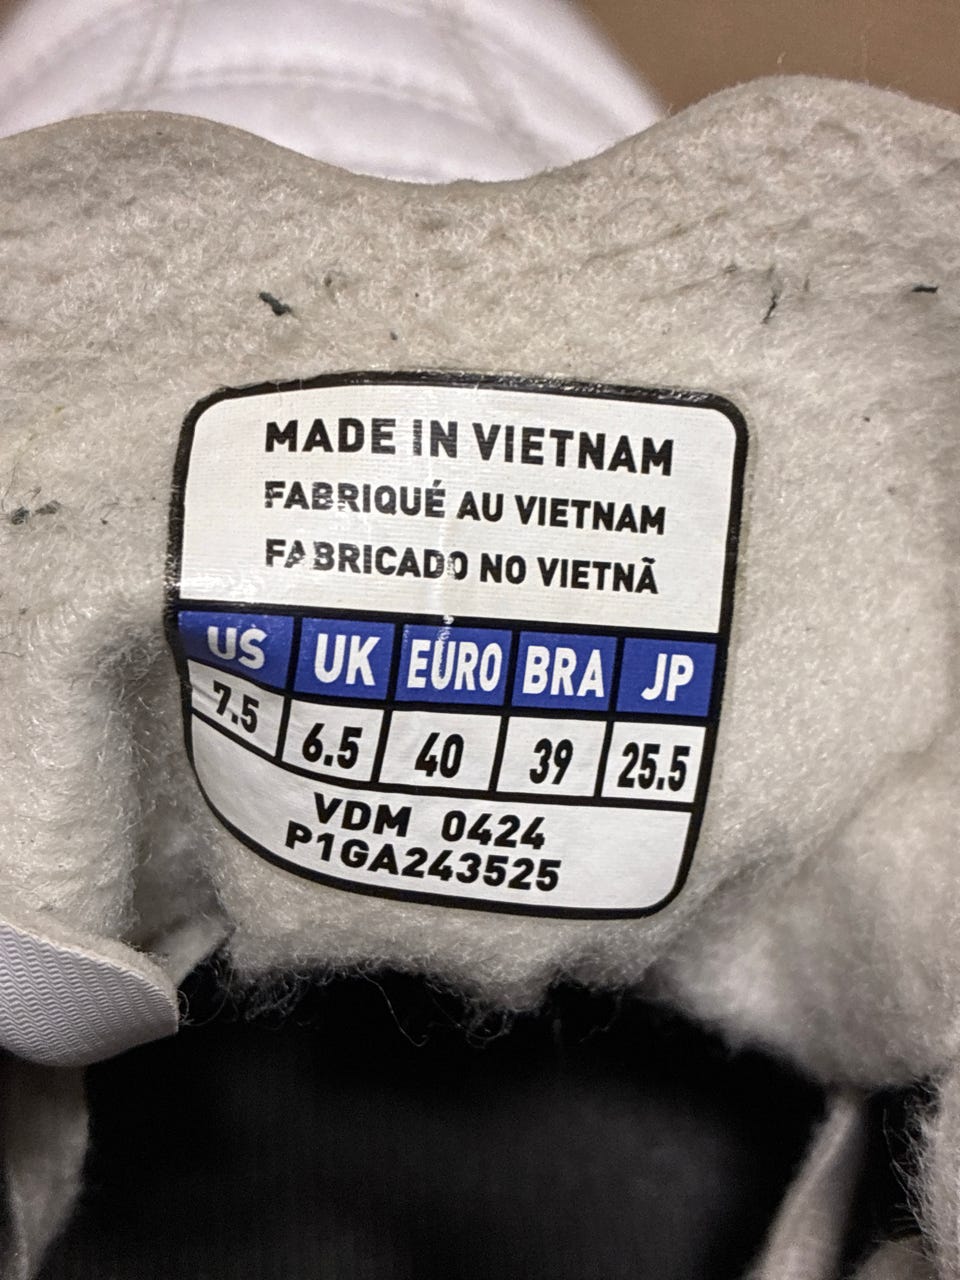 MADE IN VIETNAM
FABRIQUÉ AU VIETNAM
FABRICADO NO VIETNÃ
US UK EURO BRA JP
7.5 6.5 40 39 25.5
VDM 0424
P1GA243525